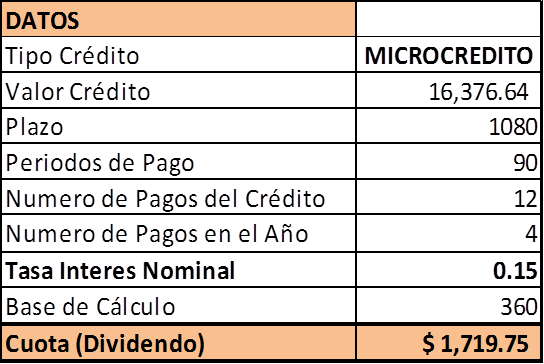 DATOS
Tipo Crédito MICROCREDITO
Valor Crédito 16,376.64
Plazo 1080
Periodos de Pago 90
Numero de Pagos del Crédito 12
Numero de Pagos en el Año 4
Tasa Interes Nominal 0.15
Base de Cálculo 360
Cuota (Dividendo) $ 1,719.75